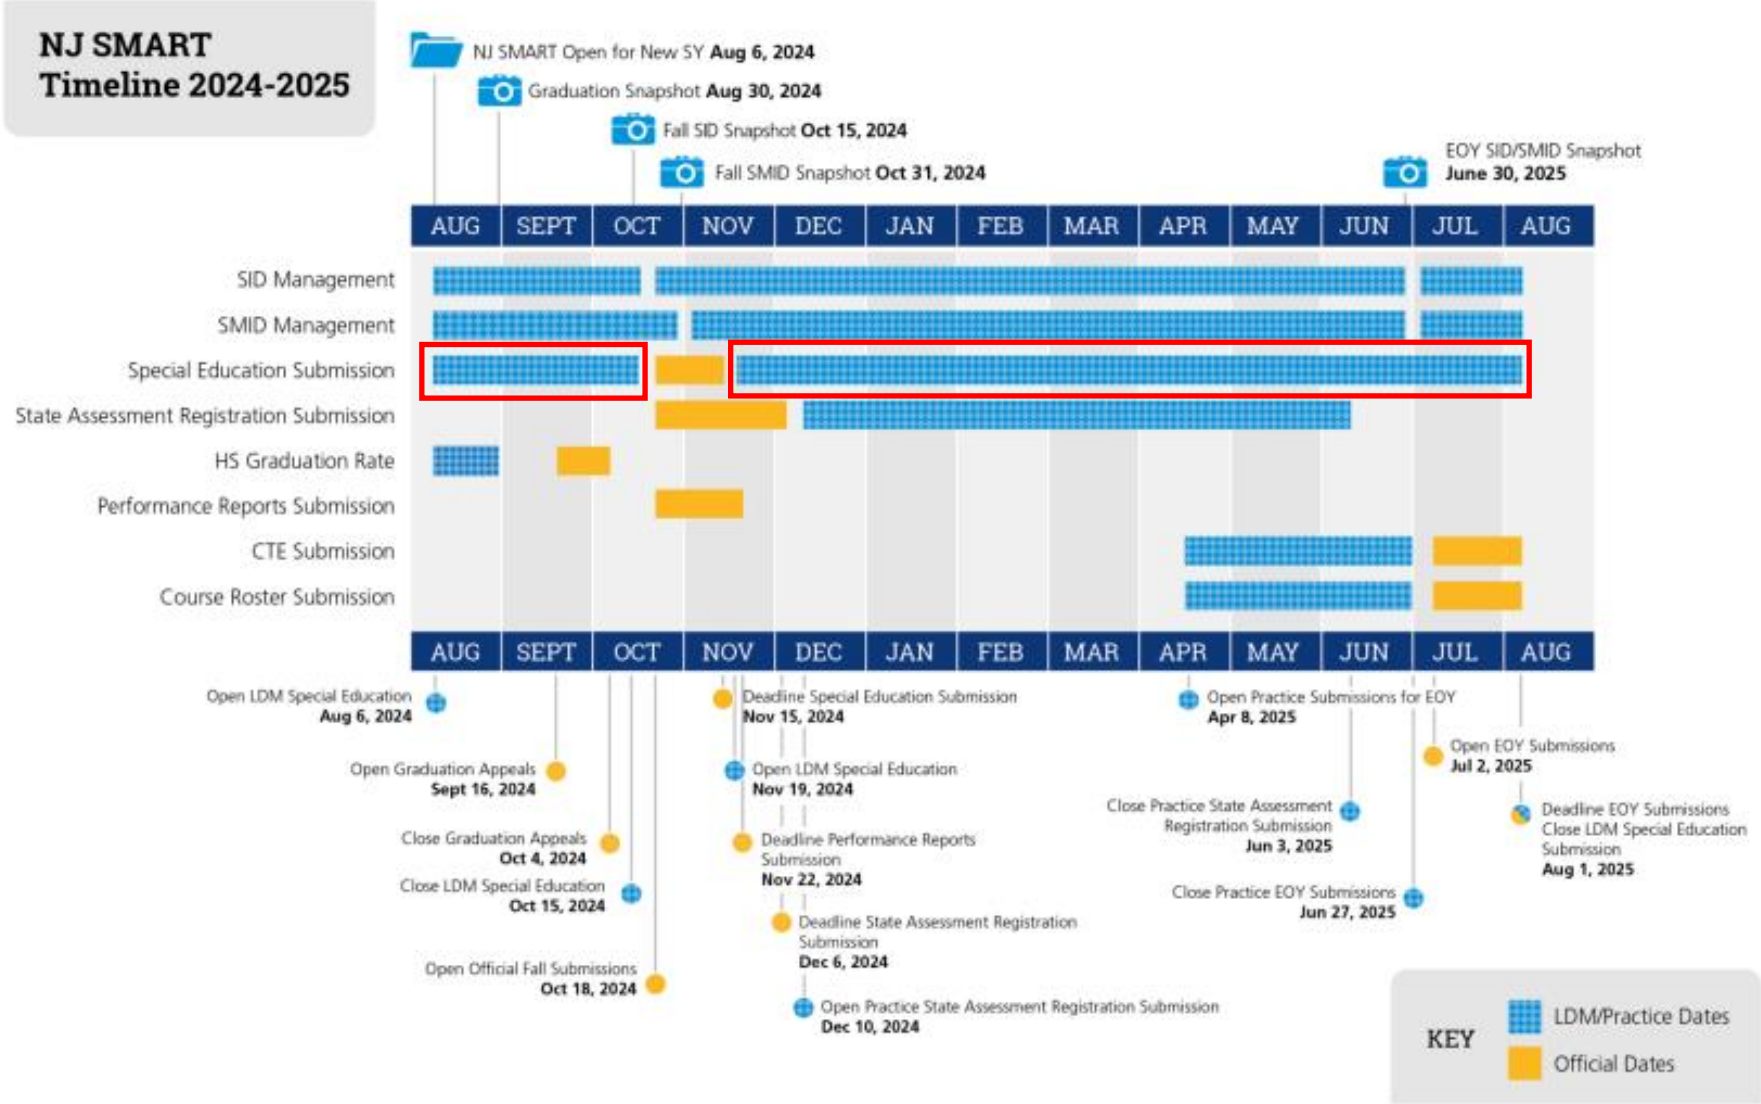 NJ SMART
Timeline 2024-2025
NJ SMART Open for New SY Aug 6, 2024
Graduation Snapshot Aug 30, 2024
Fall SID Snapshot Oct 15, 2024
Fall SMID Snapshot Oct 31, 2024
EOY SID/SMID Snapshot
June 30, 2025
AUG SEPT OCT NOV DEC JAN FEB MAR APR MAY JUN JUL AUG
SID Management
SMID Management
Special Education Submission
State Assessment Registration Submission
HS Graduation Rate
Performance Reports Submission
CTE Submission
Course Roster Submission
AUG SEPT OCT NOV DEC JAN FEB MAR APR MAY JUN JUL AUG
Open LDM Special Education
Aug 6, 2024
Open Graduation Appeals
Sept 16, 2024
Close Graduation Appeals
Oct 4, 2024
Close LDM Special Education
Oct 15, 2024
Open Official Fall Submissions
Oct 18, 2024
Deadline Special Education Submission
Nov 15, 2024
Open LDM Special Education
Nov 19, 2024
Deadline Performance Reports
Submission
Nov 22, 2024
Deadline State Assessment Registration
Submission
Dec 6, 2024
Open Practice State Assessment Registration Submission
Dec 10, 2024
Open Practice Submissions for EOY
Apr 8, 2025
Close Practice State Assessment
Registration Submission
Jun 3, 2025
Close Practice EOY Submissions
Jun 27, 2025
Open EOY Submissions
Jul 2, 2025
Deadline EOY Submissions
Close LDM Special Education
Submission
Aug 1, 2025
KEY
LDM/Practice Dates
Official Dates